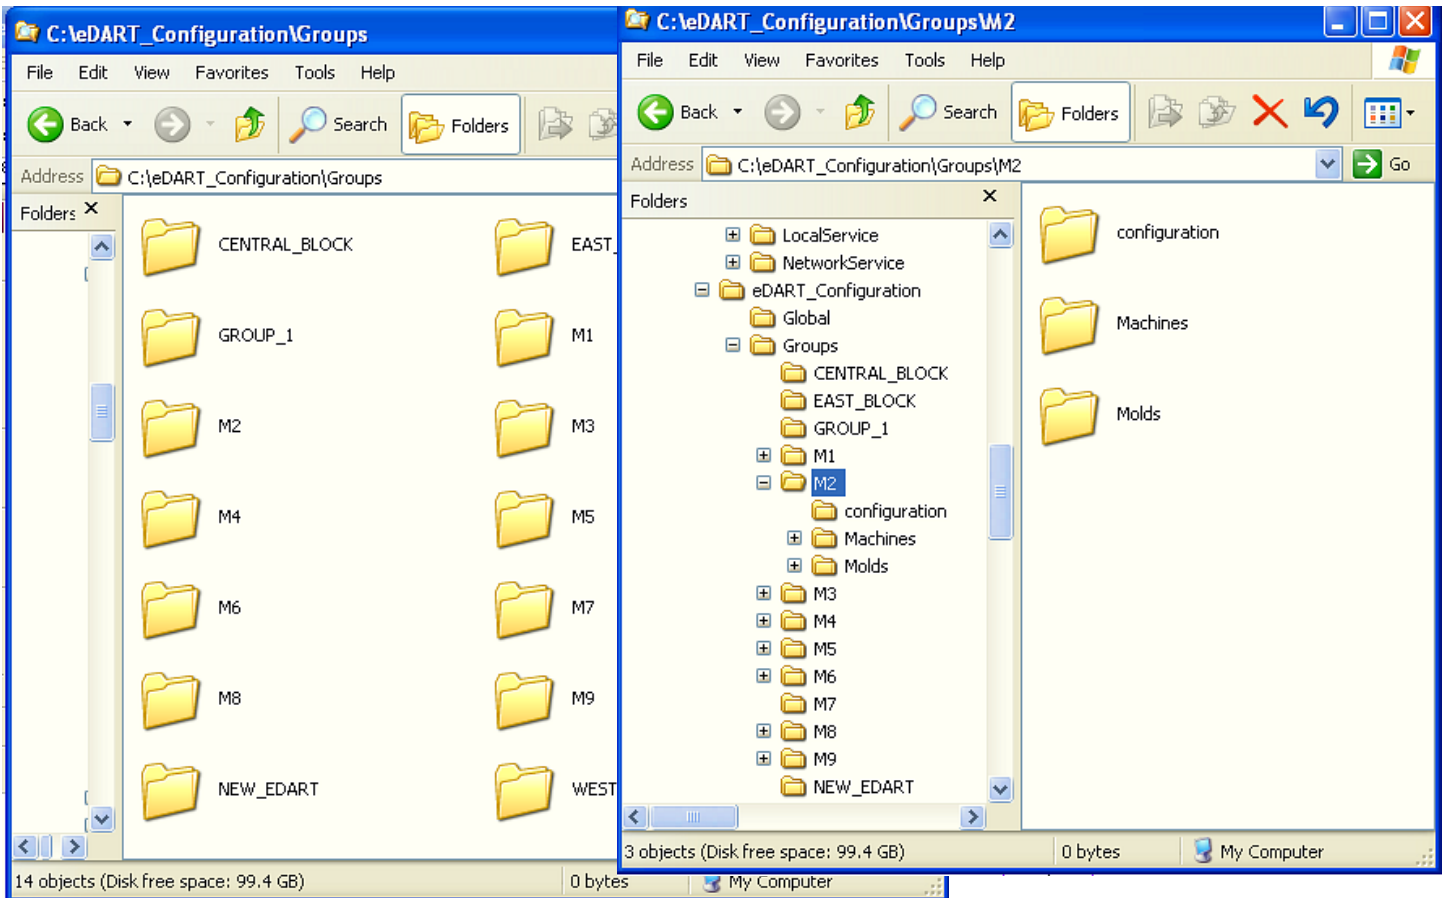 C:\eDART_Configuration\Groups
File Edit View Favorites Tools Help
Back Search Folders
Address C:\eDART_Configuration\Groups
Folders
CENTRAL_BLOCK EAST_
GROUP_1 M1
M2 M3
M4 M5
M6 M7
M8 M9
NEW_EDART WEST
14 objects (Disk free space: 99.4 GB) 0 bytes My Computer
C:\eDART_Configuration\Groups\M2
File Edit View Favorites Tools Help
Back Search Folders
Address C:\eDART_Configuration\Groups\M2 Go
Folders
LocalService
NetworkService
eDART_Configuration
Global
Groups
CENTRAL_BLOCK
EAST_BLOCK
GROUP_1
M1
M2
configuration
Machines
Molds
M3
M4
M5
M6
M7
M8
M9
NEW_EDART
configuration
Machines
Molds
3 objects (Disk free space: 99.4 GB) 0 bytes My Computer